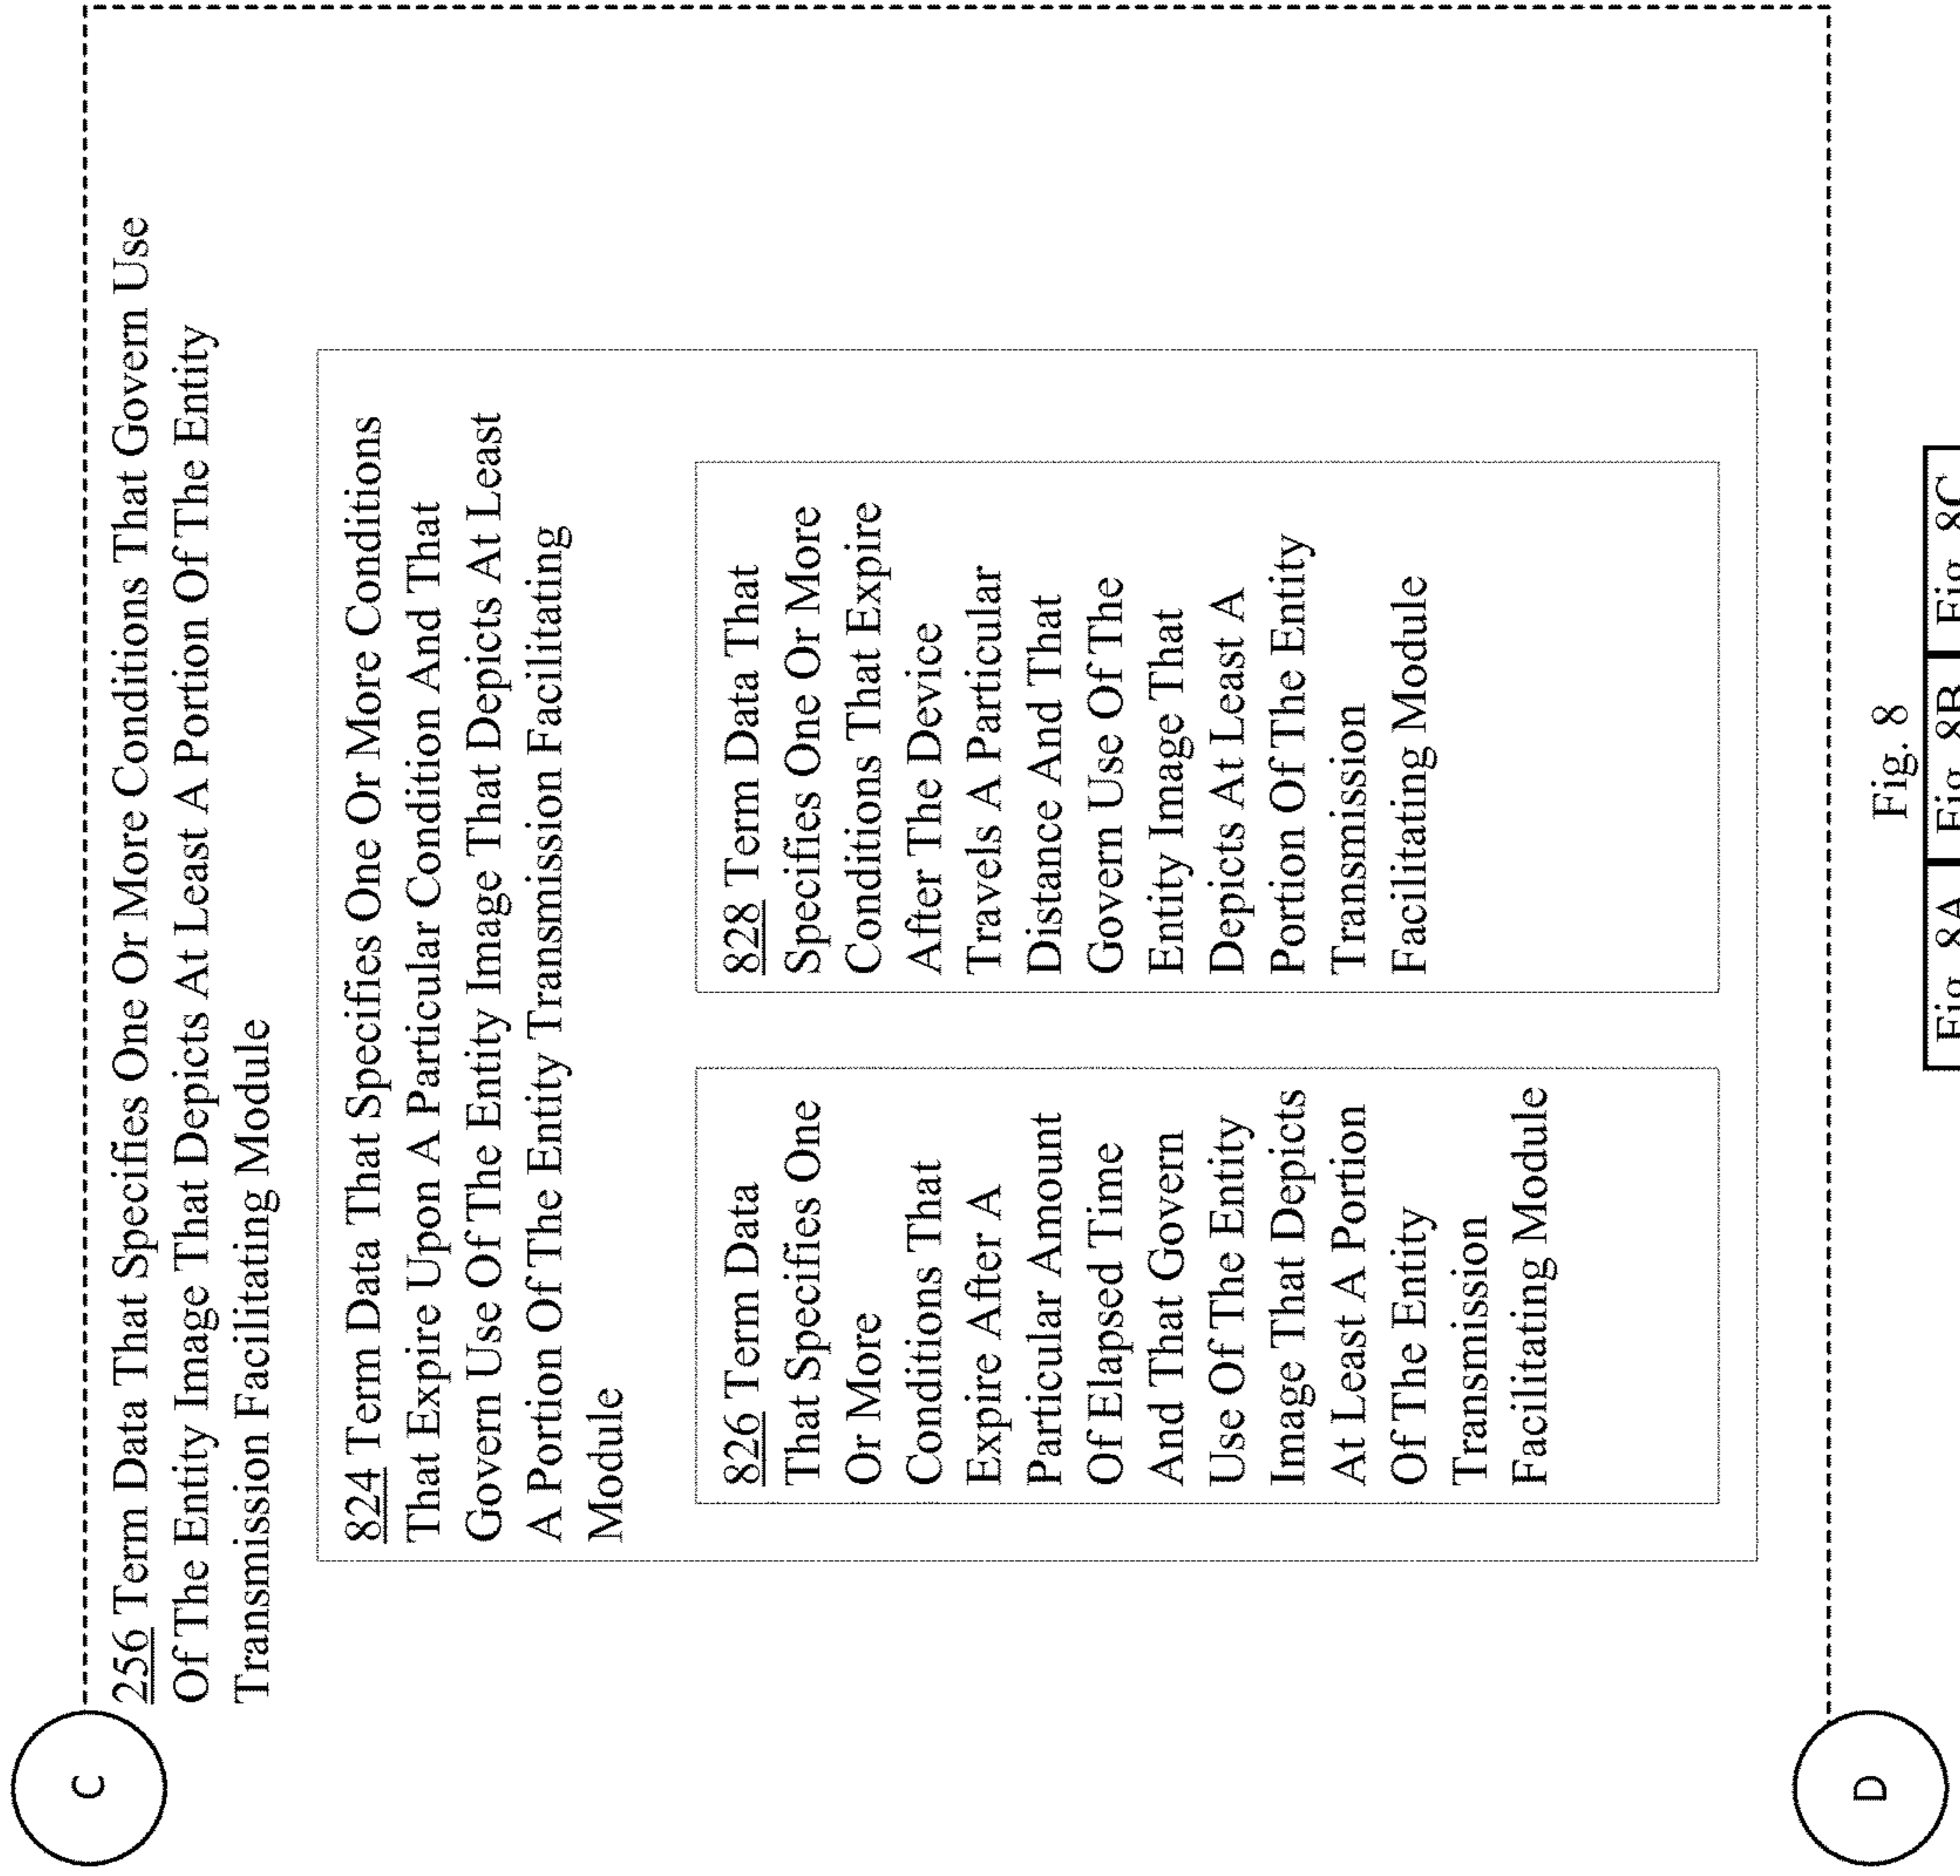 C
256 Term Data That Specifies One Or More Conditions That Govern Use
Of The Entity Image That Depicts At Least A Portion Of The Entity
Transmission Facilitating Module
824 Term Data That Specifies One Or More Conditions
That Expire Upon A Particular Condition And That
Govern Use Of The Entity Image That Depicts At Least
A Portion Of The Entity Transmission Facilitating
Module
826 Term Data
That Specifies One
Or More
Conditions That
Expire After A
Particular Amount
Of Elapsed Time
And That Govern
Use Of The Entity
Image That Depicts
At Least A Portion
Of The Entity
Transmission
Facilitating Module
828 Term Data That
Specifies One Or More
Conditions That Expire
After The Device
Travels A Particular
Distance And That
Govern Use Of The
Entity Image That
Depicts At Least A
Portion Of The Entity
Transmission
Facilitating Module
D
Fig. 8
Fig. 8A Fig. 8B Fig. 8C